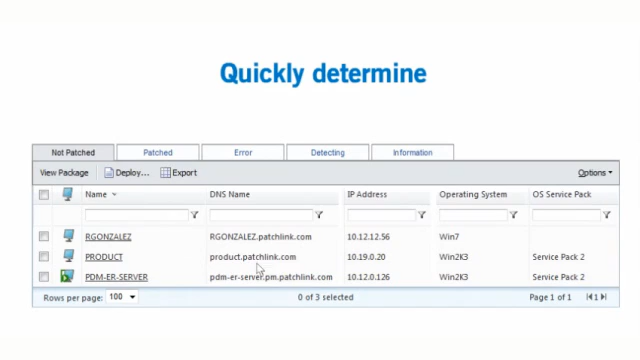 Quickly determine
Not Patched Patched Error Detecting Information
View Package Deploy... Export Options
Name DNS Name IP Address Operating System OS Service Pack
RGONZALEZ RGONZALEZ.patchlink.com 10.12.12.56 Win7
PRODUCT product.patchlink.com 10.19.0.20 Win2K3 Service Pack 2
PDM-ER-SERVER pdm-er-server.pm.patchlink.com 10.12.0.126 Win2K3 Service Pack 2
Rows per page: 100 0 of 3 selected Page 1 of 1 1